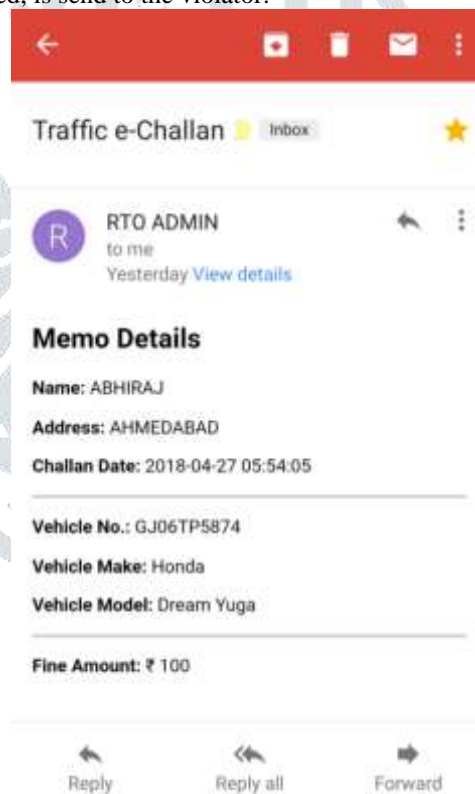 ed, is send to the violator.
Traffic e-Challan Inbox
R
RTO ADMIN
to me
Yesterday View details
Memo Details
Name: ABHIRAJ
Address: AHMEDABAD
Challan Date: 2018-04-27 05:54:05
Vehicle No.: GJ06TP5874
Vehicle Make: Honda
Vehicle Model: Dream Yuga
Fine Amount: ₹ 100
Reply Reply all Forward